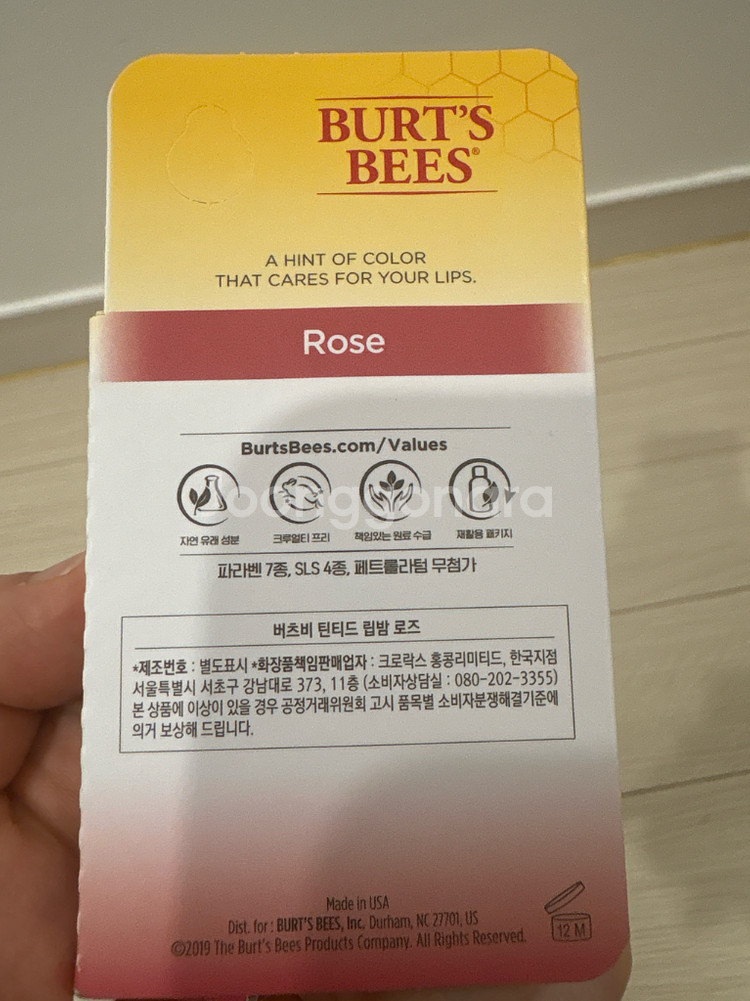 BURT'S
BEES®
A HINT OF COLOR
THAT CARES FOR YOUR LIPS.
Rose
BurtsBees.com/Values
Joonggonara
자연 유래 성분 크루얼티 프리 책임있는 원료 수급 재활용 패키지
파라벤 7종, SLS 4종, 페트롤라텀 무첨가
버츠비 틴티드 립밤 로즈
*제조번호 : 별도표시 *화장품책임판매업자 : 크로락스 홍콩리미티드, 한국지점
서울특별시 서초구 강남대로 373, 11층 (소비자상담실 : 080-202-3355)
본 상품에 이상이 있을 경우 공정거래위원회 고시 품목별 소비자분쟁해결기준에
의거 보상해 드립니다.
Made in USA
Dist. for : BURT'S BEES, Inc. Durham, NC 27701, US
©2019 The Burt's Bees Products Company. All Rights Reserved.
12 M